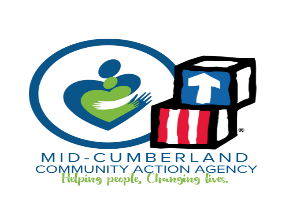 ®
MID-CUMBERLAND
COMMUNITY ACTION AGENCY
Helping people, Changing lives.